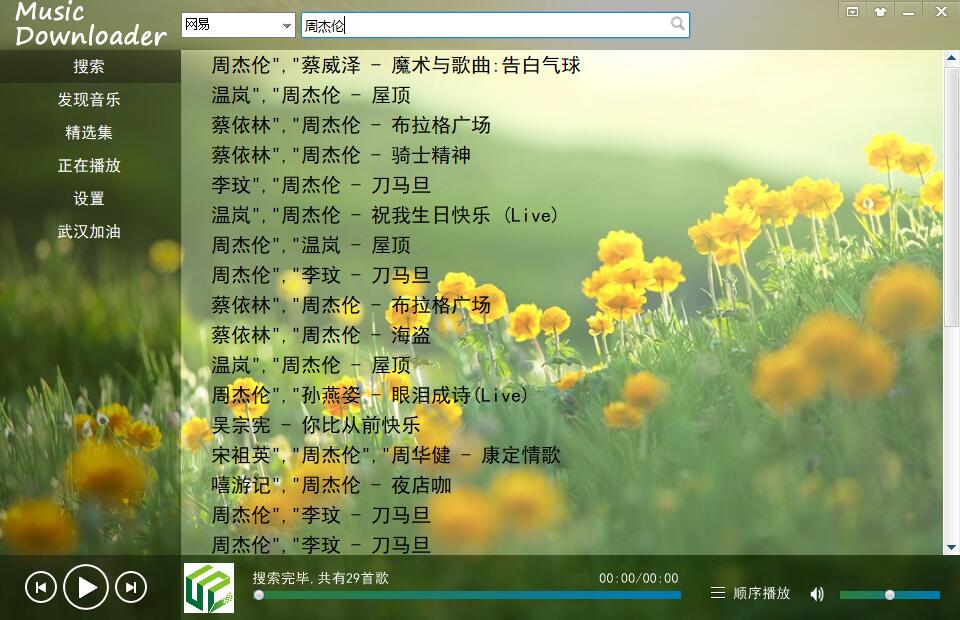 Music
Downloader
网易
周杰伦
搜索
发现音乐
精选集
正在播放
设置
武汉加油
周杰伦","蔡威泽 - 魔术与歌曲:告白气球
温岚","周杰伦 - 屋顶
蔡依林","周杰伦 - 布拉格广场
蔡依林","周杰伦 - 骑士精神
李玟","周杰伦 - 刀马旦
温岚","周杰伦 - 祝我生日快乐 (Live)
周杰伦","温岚 - 屋顶
周杰伦","李玟 - 刀马旦
蔡依林","周杰伦 - 布拉格广场
蔡依林","周杰伦 - 海盗
温岚","周杰伦 - 屋顶
周杰伦","孙燕姿 - 眼泪成诗(Live)
吴宗宪 - 你比从前快乐
宋祖英","周杰伦","周华健 - 康定情歌
嘻游记","周杰伦 - 夜店咖
周杰伦","李玟 - 刀马旦
周杰伦","李玟 - 刀马旦
UP
搜索完毕,共有29首歌
00:00/00:00
顺序播放